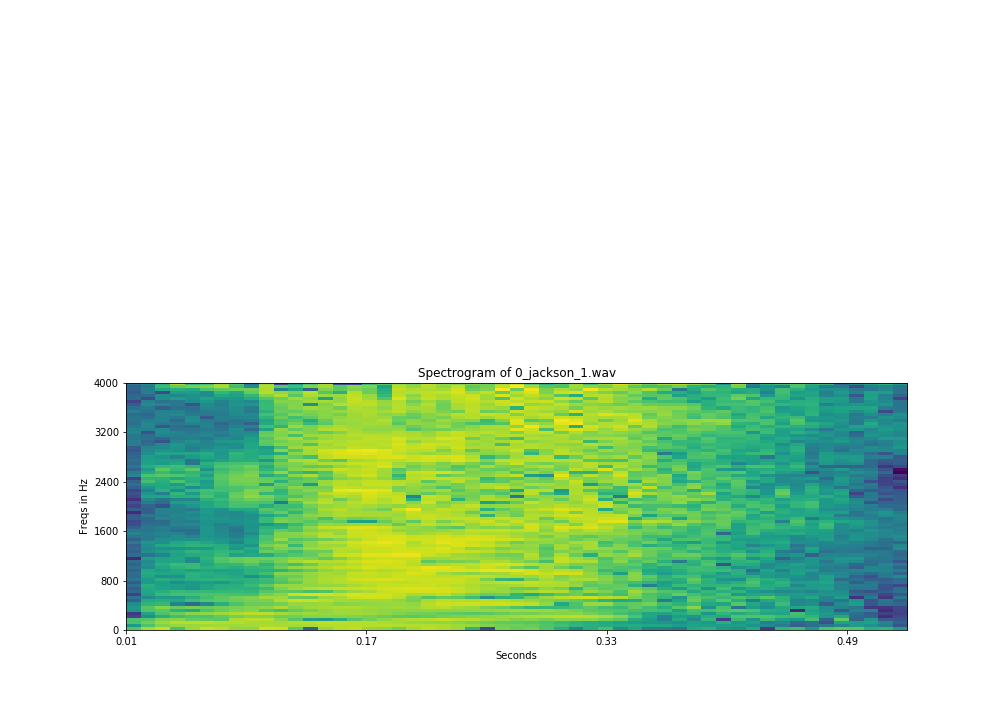 Spectrogram of 0_jackson_1.wav
4000
3200
2400
1600
800
0
Freqs in Hz
0.01 0.17 0.33 0.49
Seconds